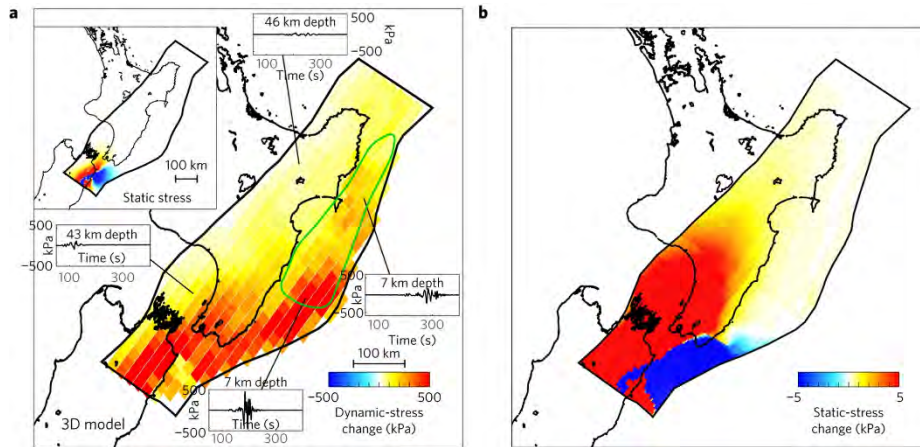 a
46 km depth
500
kPa
−500
100 300
Time (s)
100 km
Static stress
500
kPa
−500
43 km depth
Time (s)
100 300
500
kPa
−500
7 km depth
100 300
Time (s)
100 km
500
kPa
−500
7 km depth
Time (s)
100 300
3D model
−500 500
Dynamic-stress
change (kPa)
b
−5 5
Static-stress
change (kPa)